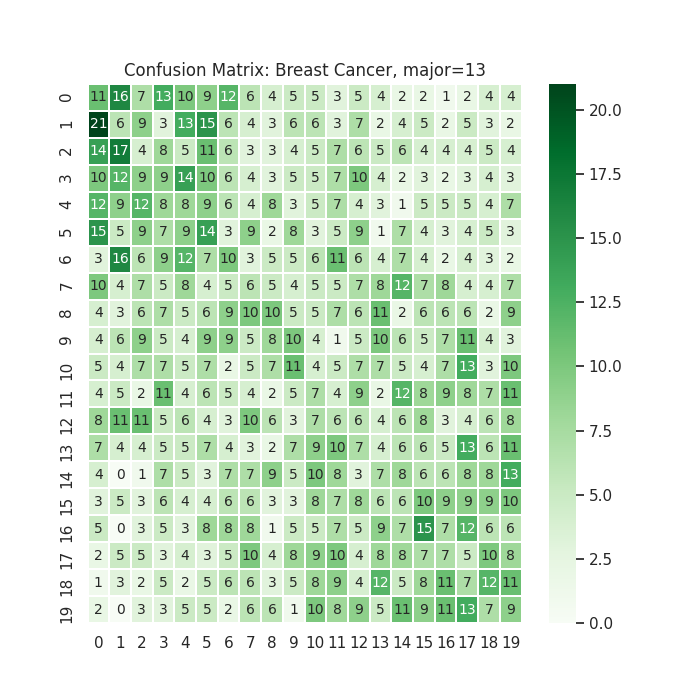 Confusion Matrix: Breast Cancer, major=13
0 11 16 7 13 10 9 12 6 4 5 5 3 5 4 2 2 1 2 4 4
1 21 6 9 3 13 15 6 4 3 6 6 3 7 2 4 5 2 5 3 2
2 14 17 4 8 5 11 6 3 3 4 5 7 6 5 6 4 4 4 5 4
3 10 12 9 9 14 10 6 4 3 5 5 7 10 4 2 3 2 3 4 3
4 12 9 12 8 8 9 6 4 8 3 5 7 4 3 1 5 5 5 4 7
5 15 5 9 7 9 14 3 9 2 8 3 5 9 1 7 4 3 4 5 3
6 3 16 6 9 12 7 10 3 5 5 6 11 6 4 7 4 2 4 3 2
7 10 4 7 5 8 4 5 6 5 4 5 5 7 8 12 7 8 4 4 7
8 4 3 6 7 5 6 9 10 10 5 5 7 6 11 2 6 6 6 2 9
9 4 6 9 5 4 9 9 5 8 10 4 1 5 10 6 5 7 11 4 3
10 5 4 7 7 5 7 2 5 7 11 4 5 7 7 5 4 7 13 3 10
11 4 5 2 11 4 6 5 4 2 5 7 4 9 2 12 8 9 8 7 11
12 8 11 11 5 6 4 3 10 6 3 7 6 6 4 6 8 3 4 6 8
13 7 4 4 5 5 7 4 3 2 7 9 10 7 4 6 6 5 13 6 11
14 4 0 1 7 5 3 7 7 9 5 10 8 3 7 8 6 6 8 8 13
15 3 5 3 6 4 4 6 6 3 3 8 7 8 6 6 10 9 9 9 10
16 5 0 3 5 3 8 8 8 1 5 5 7 5 9 7 15 7 12 6 6
17 2 5 5 3 4 3 5 10 4 8 9 10 4 8 8 7 7 5 10 8
18 1 3 2 5 2 5 6 6 3 5 8 9 4 12 5 8 11 7 12 11
19 2 0 3 3 5 5 2 6 6 1 10 8 9 5 11 9 11 13 7 9
0 1 2 3 4 5 6 7 8 9 10 11 12 13 14 15 16 17 18 19
20.0
17.5
15.0
12.5
10.0
7.5
5.0
2.5
0.0